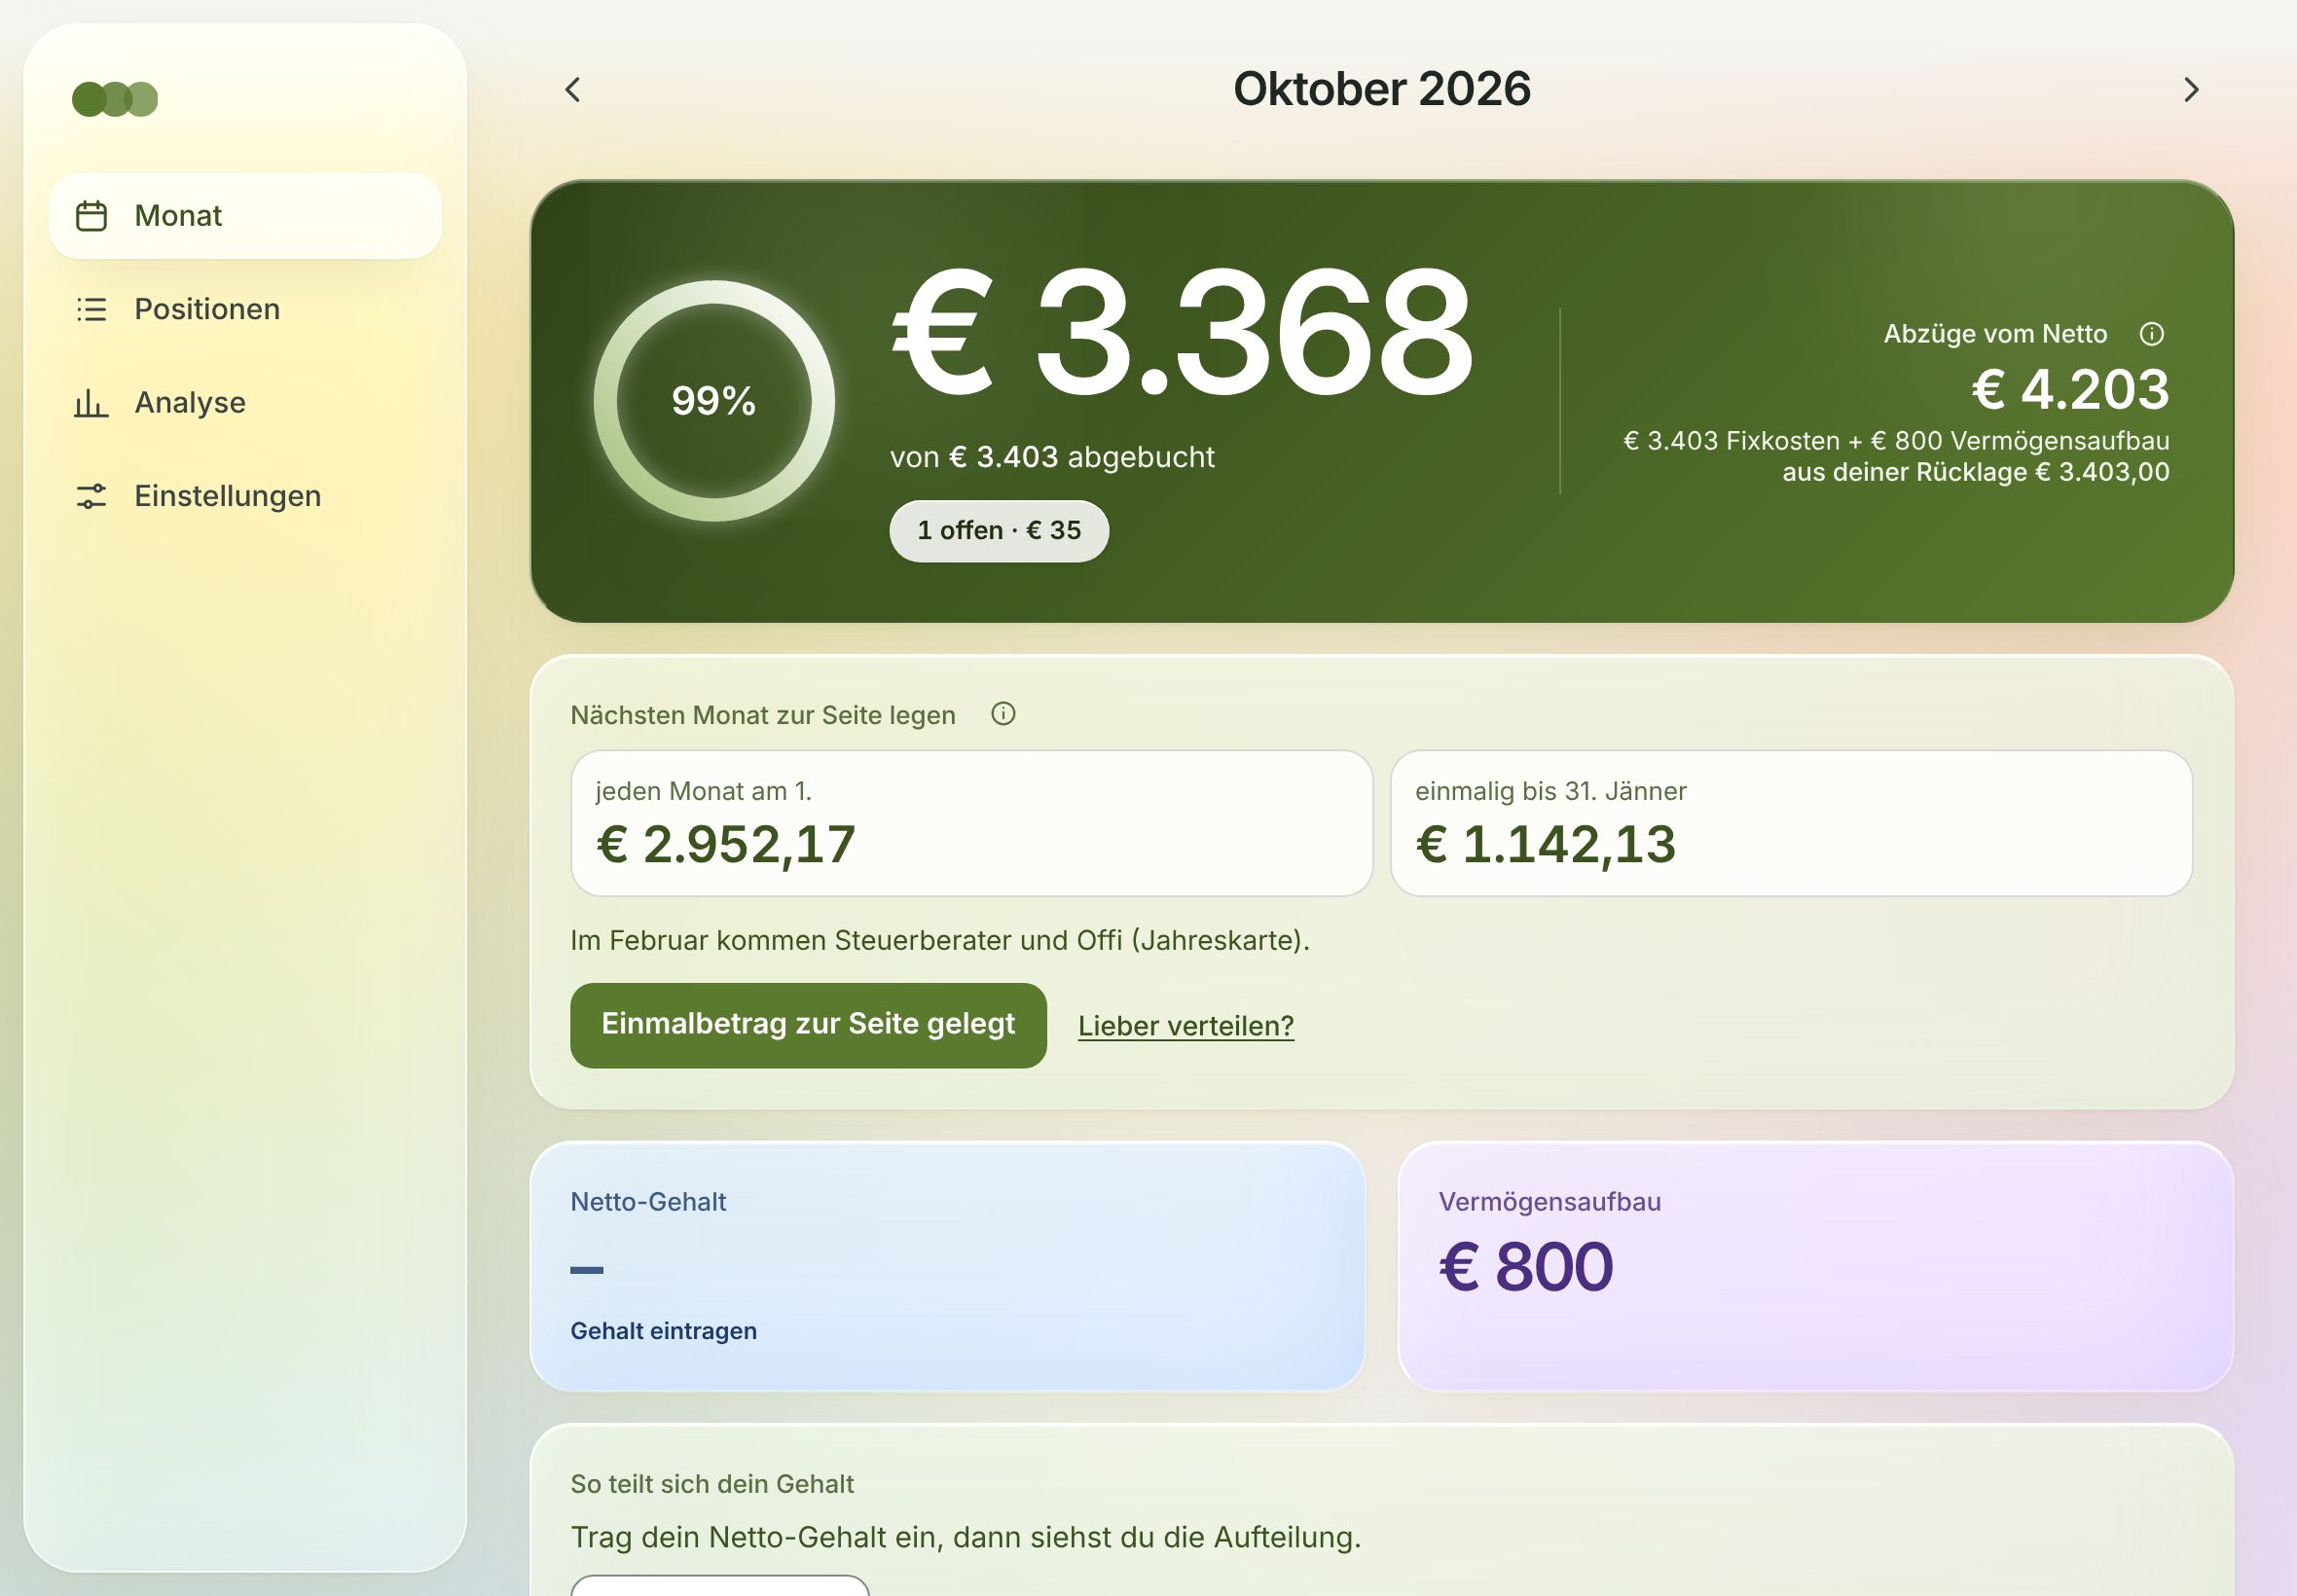 Oktober 2026
Monat
Positionen
Analyse
Einstellungen
99%
€ 3.368
von € 3.403 abgebucht
1 offen · € 35
Abzüge vom Netto
€ 4.203
€ 3.403 Fixkosten + € 800 Vermögensaufbau
aus deiner Rücklage € 3.403,00
Nächsten Monat zur Seite legen
jeden Monat am 1.
€ 2.952,17
einmalig bis 31. Jänner
€ 1.142,13
Im Februar kommen Steuerberater und Offi (Jahreskarte).
Einmalbetrag zur Seite gelegt
Lieber verteilen?
Netto-Gehalt
–
Gehalt eintragen
Vermögensaufbau
€ 800
So teilt sich dein Gehalt
Trag dein Netto-Gehalt ein, dann siehst du die Aufteilung.